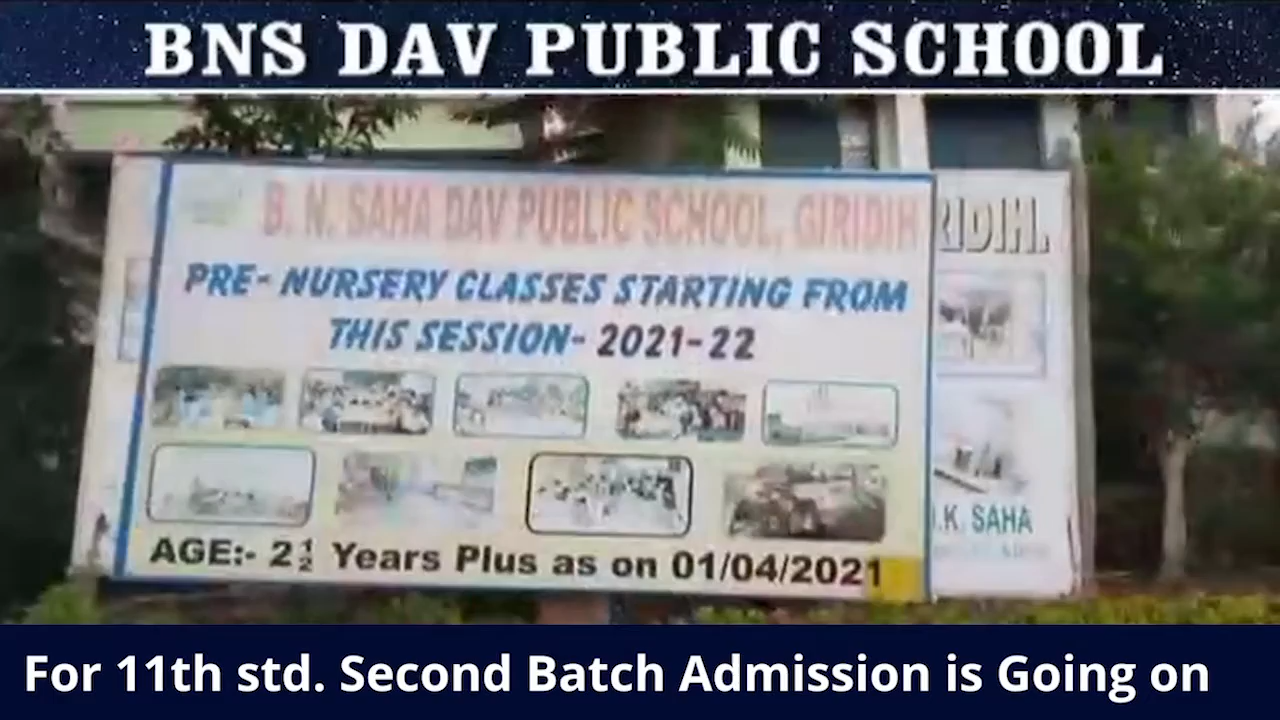 BNS DAV PUBLIC SCHOOL
B. N. SAHA DAV PUBLIC SCHOOL, GIRIDIH
RIDIH.
PRE- NURSERY CLASSES STARTING FROM
THIS SESSION- 2021-22
.K. SAHA
AGE:- 2 1/2 Years Plus as on 01/04/2021
For 11th std. Second Batch Admission is Going on